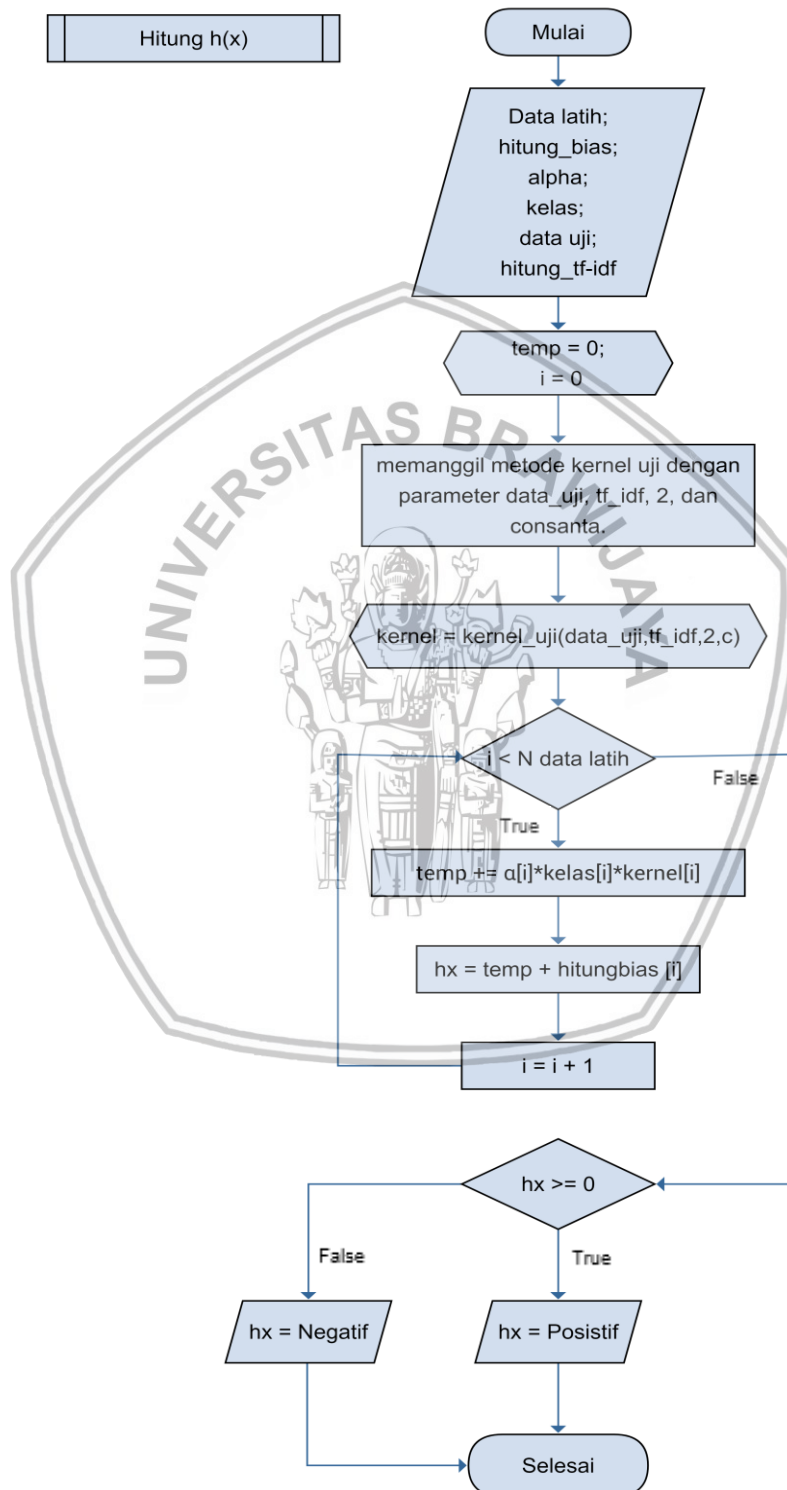 Hitung h(x)
Mulai
Data latih;
hitung_bias;
alpha;
kelas;
data uji;
hitung_tf-idf
temp = 0;
i = 0
UNIVERSITAS BRAWIJAYA
memanggil metode kernel uji dengan
parameter data_uji, tf_idf, 2, dan
consanta.
kernel = kernel_uji(data_uji,tf_idf,2,c)
i < N data latih
False
True
temp += α[i]*kelas[i]*kernel[i]
hx = temp + hitungbias [i]
i = i + 1
hx >= 0
False
True
hx = Negatif
hx = Posistif
Selesai